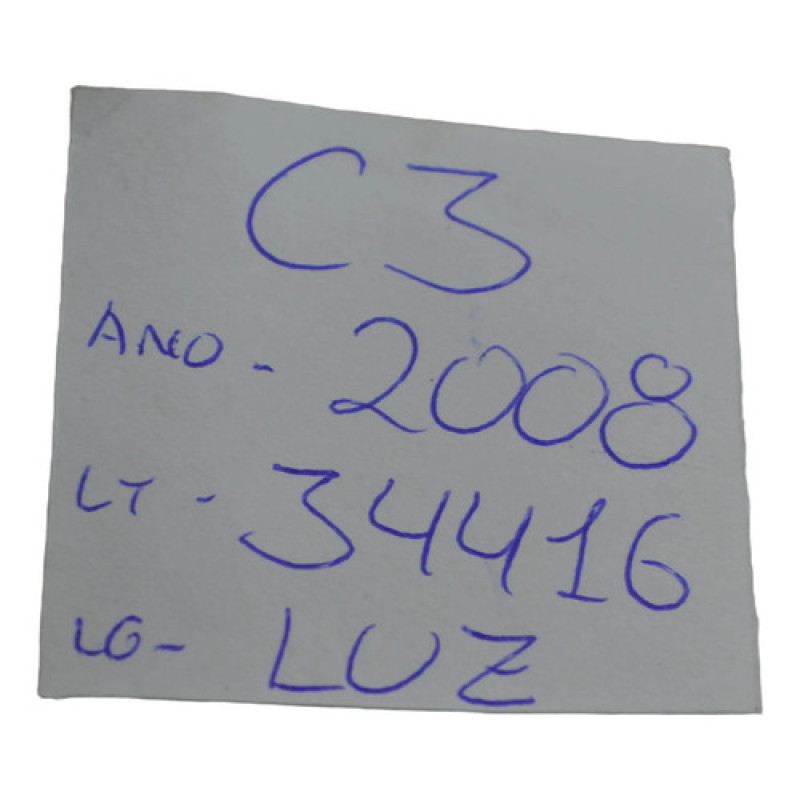 C3
ANO - 2008
LT - 34416
LG - LUZ